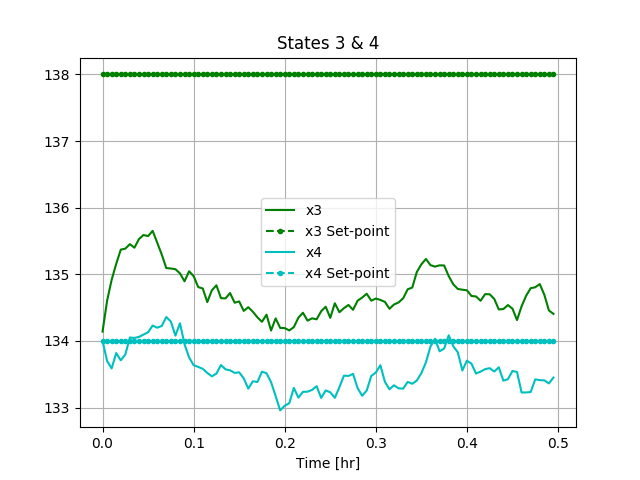 States 3 & 4
138
137
136
135
134
133
x3
x3 Set-point
x4
x4 Set-point
0.0 0.1 0.2 0.3 0.4 0.5
Time [hr]